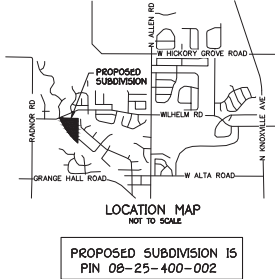 N ALLEN RD
W HICKORY GROVE ROAD
PROPOSED
SUBDIVISION
RADNOR RD
WILHELM RD
N KNOXVILLE AVE
GRANGE HALL ROAD
W ALTA ROAD
LOCATION MAP
NOT TO SCALE
PROPOSED SUBDIVISION IS
PIN 08-25-400-002